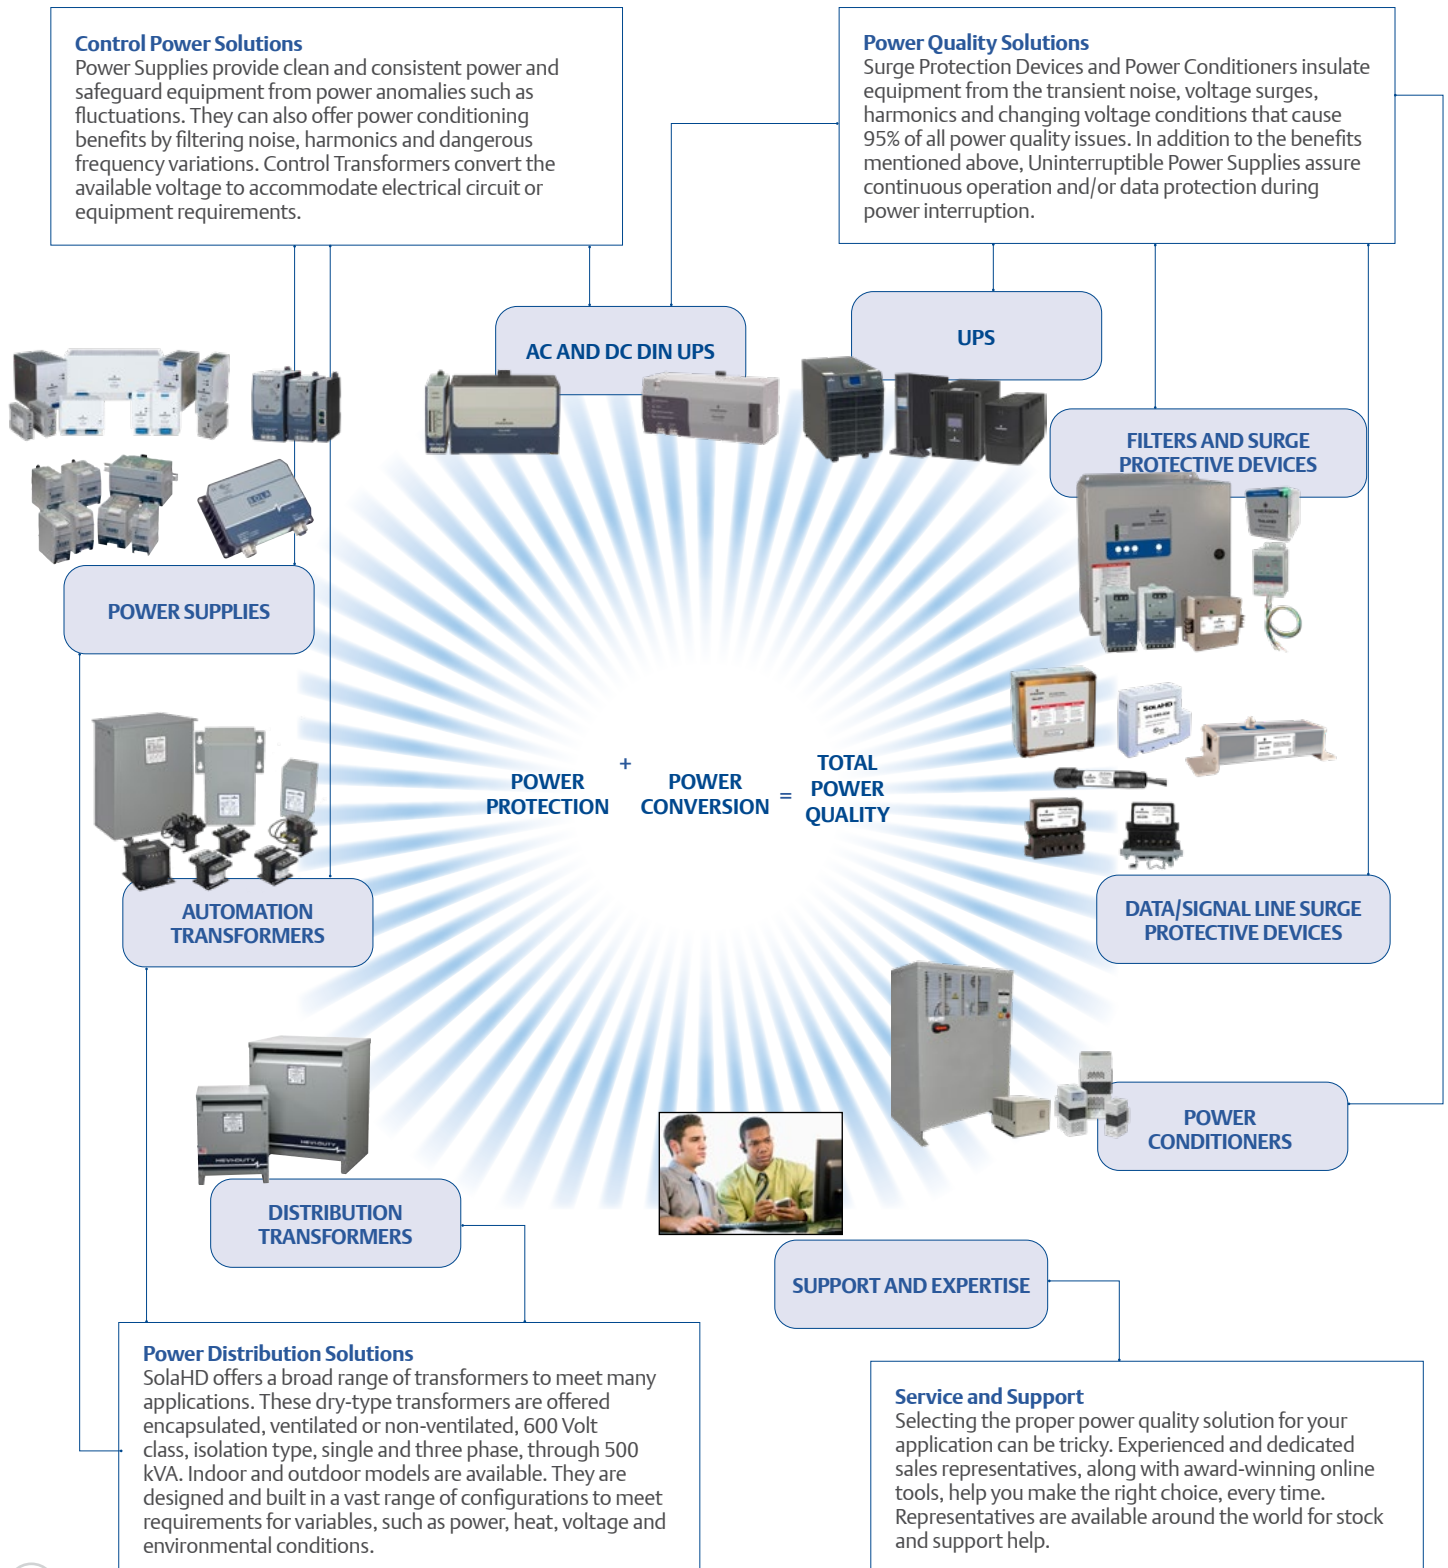 Control Power Solutions
Power Supplies provide clean and consistent power and
safeguard equipment from power anomalies such as
fluctuations. They can also offer power conditioning
benefits by filtering noise, harmonics and dangerous
frequency variations. Control Transformers convert the
available voltage to accommodate electrical circuit or
equipment requirements.
Power Quality Solutions
Surge Protection Devices and Power Conditioners insulate
equipment from the transient noise, voltage surges,
harmonics and changing voltage conditions that cause
95% of all power quality issues. In addition to the benefits
mentioned above, Uninterruptible Power Supplies assure
continuous operation and/or data protection during
power interruption.
AC AND DC DIN UPS
UPS
FILTERS AND SURGE
PROTECTIVE DEVICES
SOLA
EMERSON
POWER SUPPLIES
SOLAHD
POWER
PROTECTION
+
POWER
CONVERSION
=
TOTAL
POWER
QUALITY
AUTOMATION
TRANSFORMERS
DATA/SIGNAL LINE SURGE
PROTECTIVE DEVICES
POWER
CONDITIONERS
HEVI-DUTY
HEVI-DUTY
DISTRIBUTION
TRANSFORMERS
SUPPORT AND EXPERTISE
Power Distribution Solutions
SolaHD offers a broad range of transformers to meet many
applications. These dry-type transformers are offered
encapsulated, ventilated or non-ventilated, 600 Volt
class, isolation type, single and three phase, through 500
kVA. Indoor and outdoor models are available. They are
designed and built in a vast range of configurations to meet
requirements for variables, such as power, heat, voltage and
environmental conditions.
Service and Support
Selecting the proper power quality solution for your
application can be tricky. Experienced and dedicated
sales representatives, along with award-winning online
tools, help you make the right choice, every time.
Representatives are available around the world for stock
and support help.